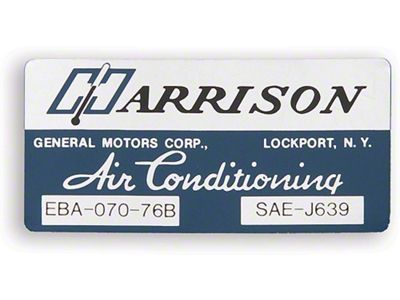 HARRISON
GENERAL MOTORS CORP., LOCKPORT, N. Y.
Air Conditioning
EBA-070-76B SAE-J639